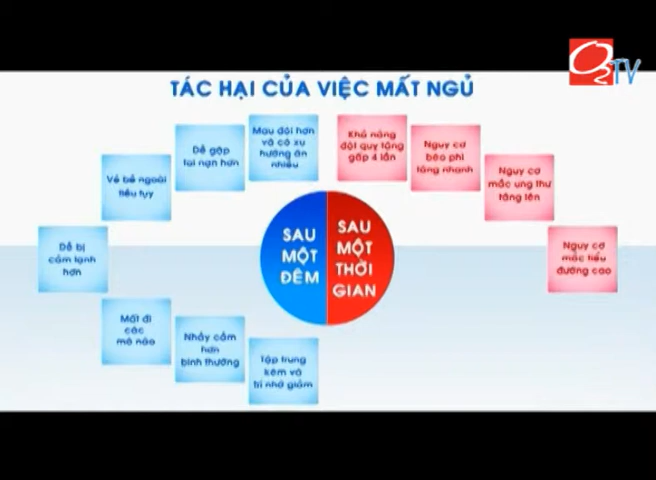 O2TV
TÁC HẠI CỦA VIỆC MẤT NGỦ
Mau đói hơn
và có xu
hướng ăn
nhiều
Dễ gặp
tai nạn hơn
Vẻ bề ngoài
tiều tụy
Dễ bị
cảm lạnh
hơn
Mất đi
các
mô não
Nhảy cảm
hơn
bình thường
Tập trung
kém và
trí nhớ giảm
SAU
MỘT
ĐÊM
SAU
MỘT
THỜI
GIAN
Khả năng
đột quỵ tăng
gấp 4 lần
Nguy cơ
béo phì
tăng nhanh
Nguy cơ
mắc ung thư
tăng lên
Nguy cơ
mắc tiểu
đường cao